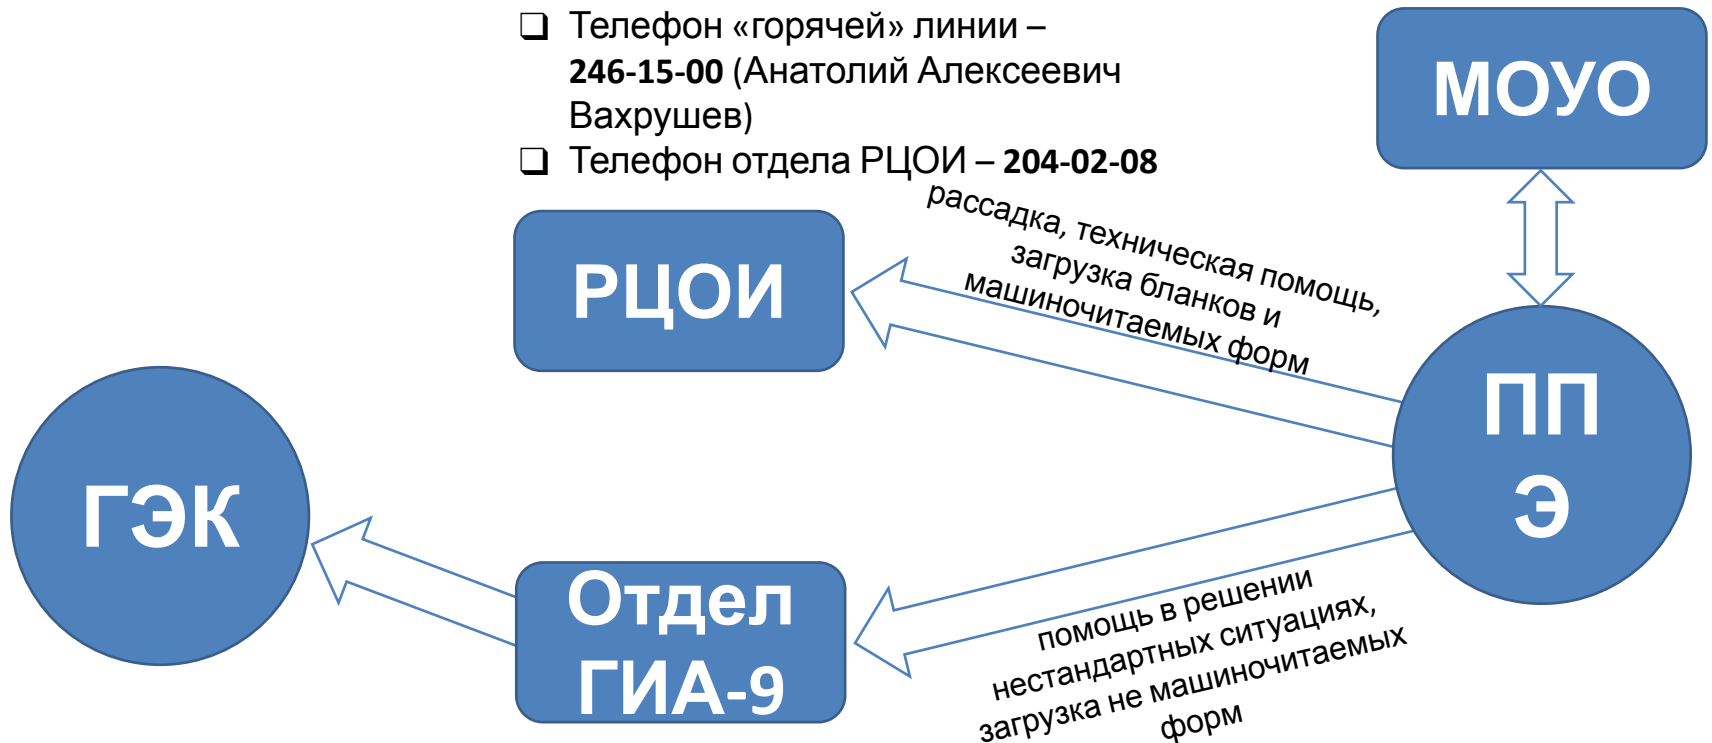 ❑ Телефон «горячей» линии –
246-15-00 (Анатолий Алексеевич
Вахрушев)
❑ Телефон отдела РЦОИ – 204-02-08
МОУО
РЦОИ
рассадка, техническая помощь,
загрузка бланков и
машиночитаемых форм
ПП
Э
ГЭК
Отдел
ГИА-9
помощь в решении
нестандартных ситуациях,
загрузка не машиночитаемых
форм